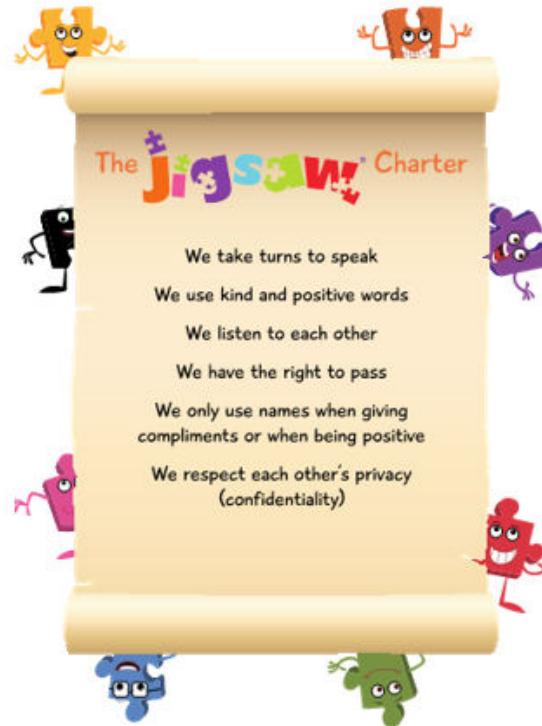 The jigsaw® Charter
We take turns to speak
We use kind and positive words
We listen to each other
We have the right to pass
We only use names when giving
compliments or when being positive
We respect each other's privacy
(confidentiality)